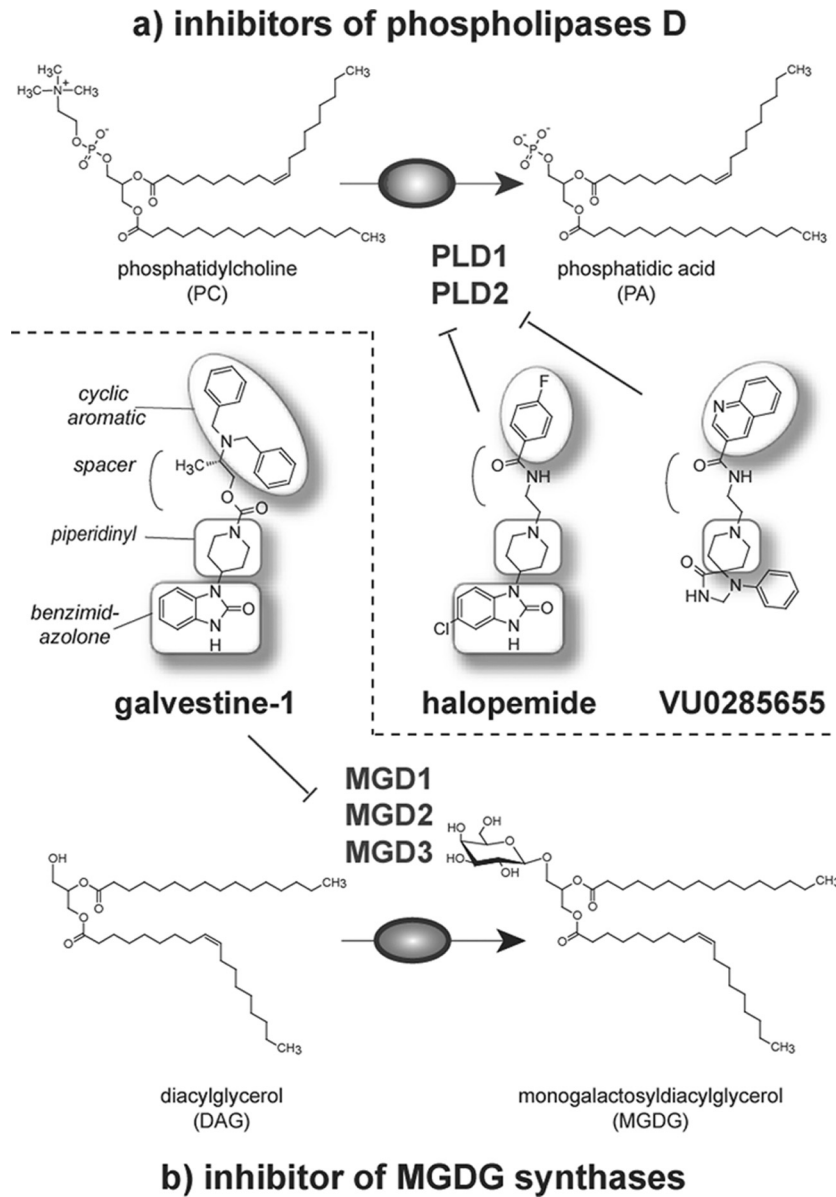 a) inhibitors of phospholipases D
CH3
H3C
H3C-N+-CH3
O
O-
P
O-
O
O
O
O
O
CH3
phosphatidylcholine
(PC)
CH3
O-
-O
P
O
O
O
O
O
O
CH3
phosphatidic acid
(PA)
PLD1
PLD2
cyclic
aromatic
spacer
piperidinyl
benzimid-
azolone
N
H3C
O
O
N
N
O
N
H
galvestine-1
F
O
NH
N
N
O
Cl
N
H
halopemide
N
O
NH
N
O
N
HN
VU0285655
MGD1
MGD2
MGD3
OH
O
O
O
O
CH3
CH3
diacylglycerol
(DAG)
OH
HO
O
HO
O
OH
O
O
O
O
CH3
CH3
monogalactosyldiacylglycerol
(MGDG)
b) inhibitor of MGDG synthases